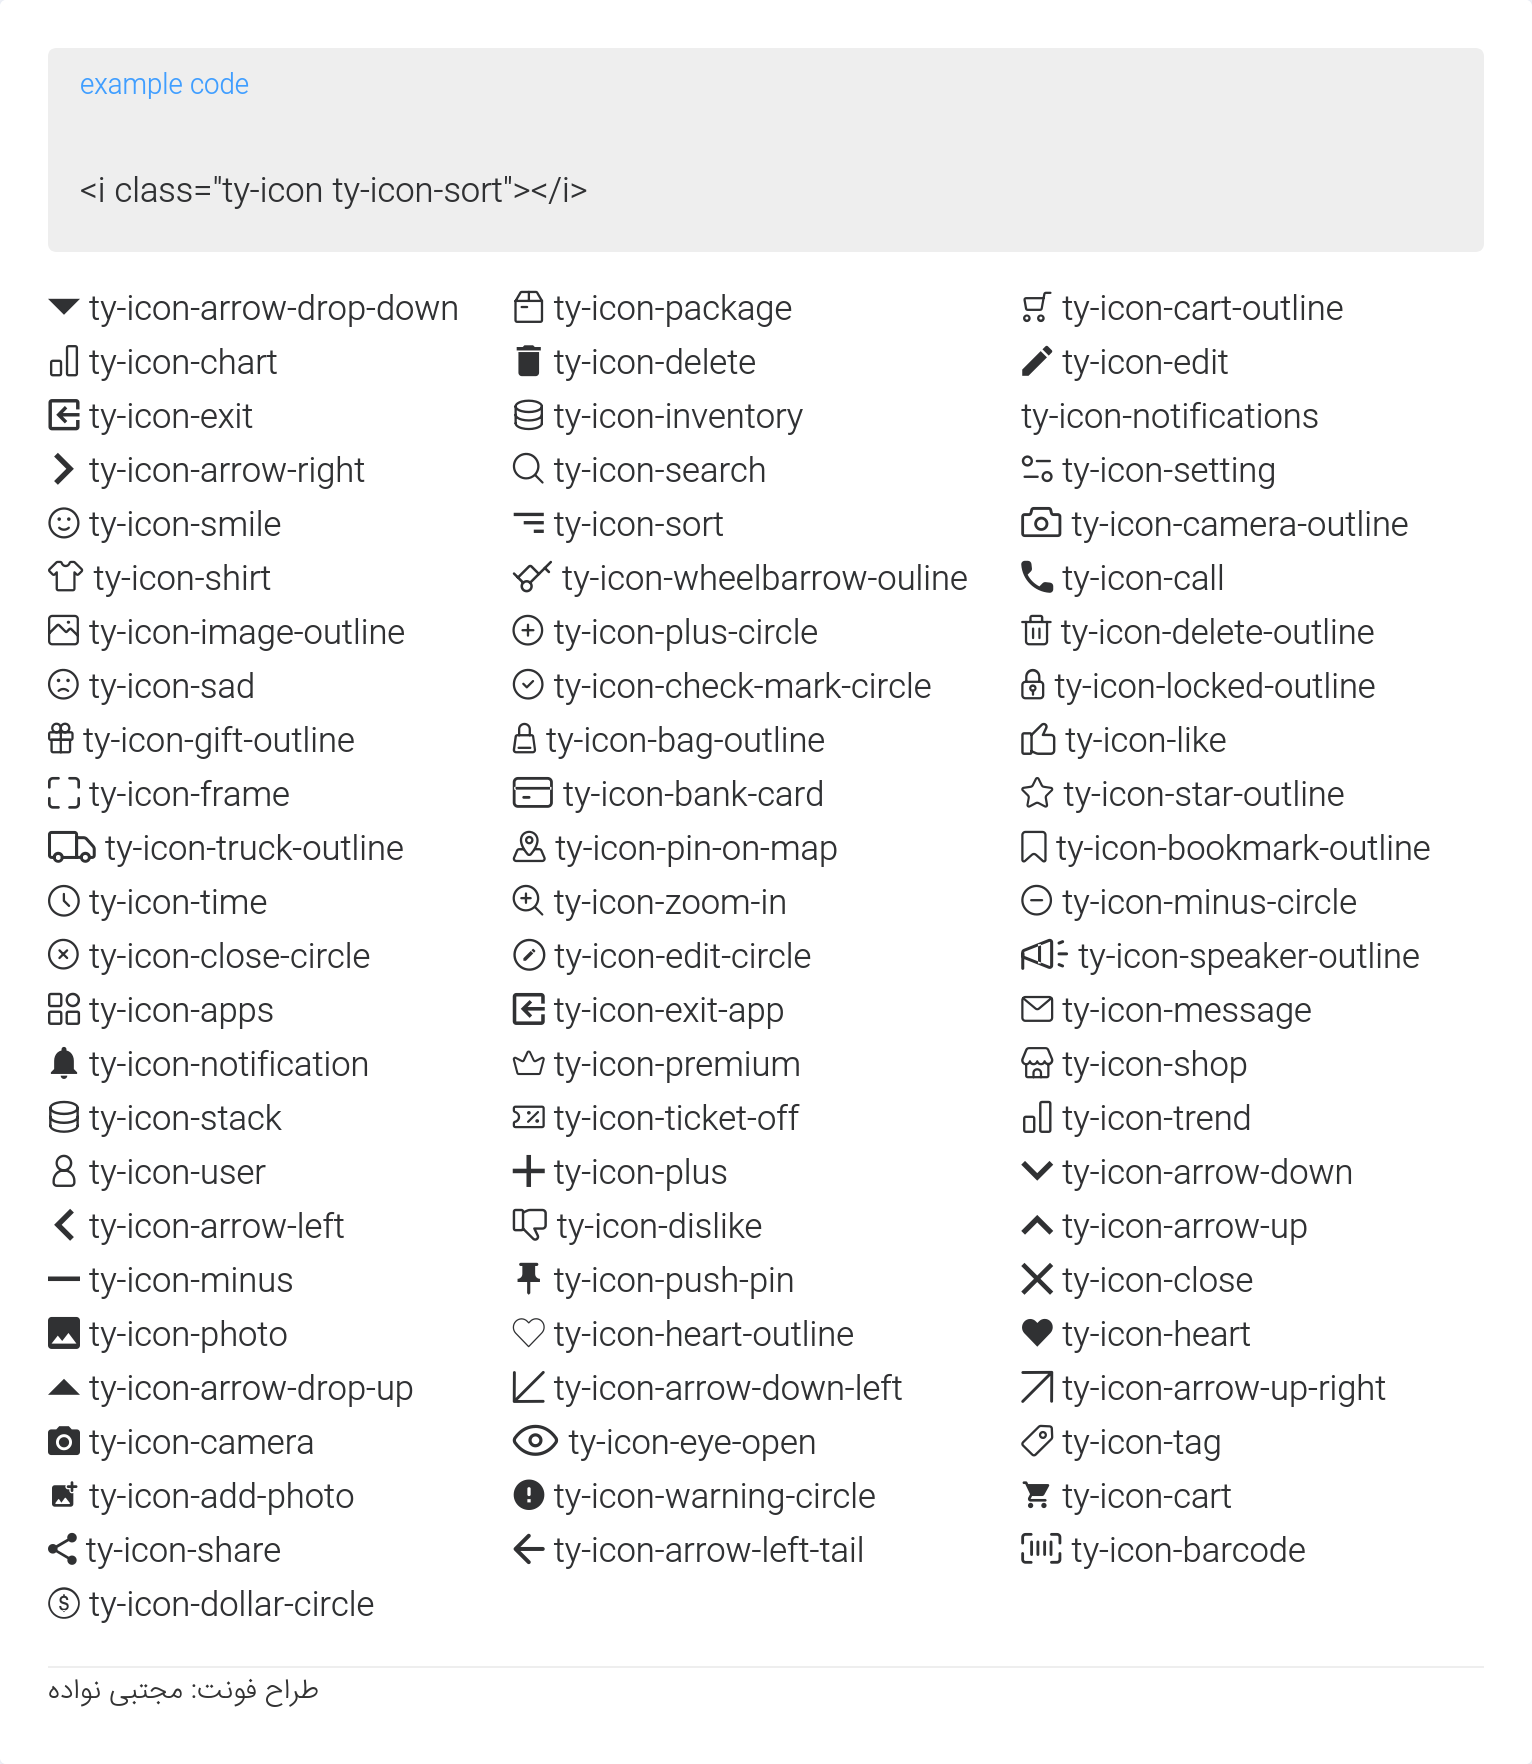 example code
<i class="ty-icon ty-icon-sort"></i>
ty-icon-arrow-drop-down ty-icon-package ty-icon-cart-outline
ty-icon-chart ty-icon-delete ty-icon-edit
ty-icon-exit ty-icon-inventory ty-icon-notifications
ty-icon-arrow-right ty-icon-search ty-icon-setting
ty-icon-smile ty-icon-sort ty-icon-camera-outline
ty-icon-shirt ty-icon-wheelbarrow-ouline ty-icon-call
ty-icon-image-outline ty-icon-plus-circle ty-icon-delete-outline
ty-icon-sad ty-icon-check-mark-circle ty-icon-locked-outline
ty-icon-gift-outline ty-icon-bag-outline ty-icon-like
ty-icon-frame ty-icon-bank-card ty-icon-star-outline
ty-icon-truck-outline ty-icon-pin-on-map ty-icon-bookmark-outline
ty-icon-time ty-icon-zoom-in ty-icon-minus-circle
ty-icon-close-circle ty-icon-edit-circle ty-icon-speaker-outline
ty-icon-apps ty-icon-exit-app ty-icon-message
ty-icon-notification ty-icon-premium ty-icon-shop
ty-icon-stack ty-icon-ticket-off ty-icon-trend
ty-icon-user ty-icon-plus ty-icon-arrow-down
ty-icon-arrow-left ty-icon-dislike ty-icon-arrow-up
ty-icon-minus ty-icon-push-pin ty-icon-close
ty-icon-photo ty-icon-heart-outline ty-icon-heart
ty-icon-arrow-drop-up ty-icon-arrow-down-left ty-icon-arrow-up-right
ty-icon-camera ty-icon-eye-open ty-icon-tag
ty-icon-add-photo ty-icon-warning-circle ty-icon-cart
ty-icon-share ty-icon-arrow-left-tail ty-icon-barcode
ty-icon-dollar-circle
طراح فونت: مجتبی نواده